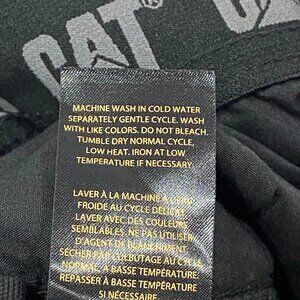 CAT
MACHINE WASH IN COLD WATER
SEPARATELY GENTLE CYCLE. WASH
WITH LIKE COLORS. DO NOT BLEACH.
TUMBLE DRY NORMAL CYCLE,
LOW HEAT. IRON AT LOW
TEMPERATURE IF NECESSARY.
LAVER À LA MACHINE À L'EAU
FROIDE AU CYCLE DÉLICAT.
LAVER AVEC DES COULEURS
SEMBLABLES. NE PAS UTILISER
D'AGENT DE BLANCHIMENT.
SÉCHER PAR CULBUTAGE AU CYCLE
NORMAL, À BASSE TEMPÉRATURE
REPASSER À BASSE TEMPÉRATURE
SI NÉCESSAIRE.